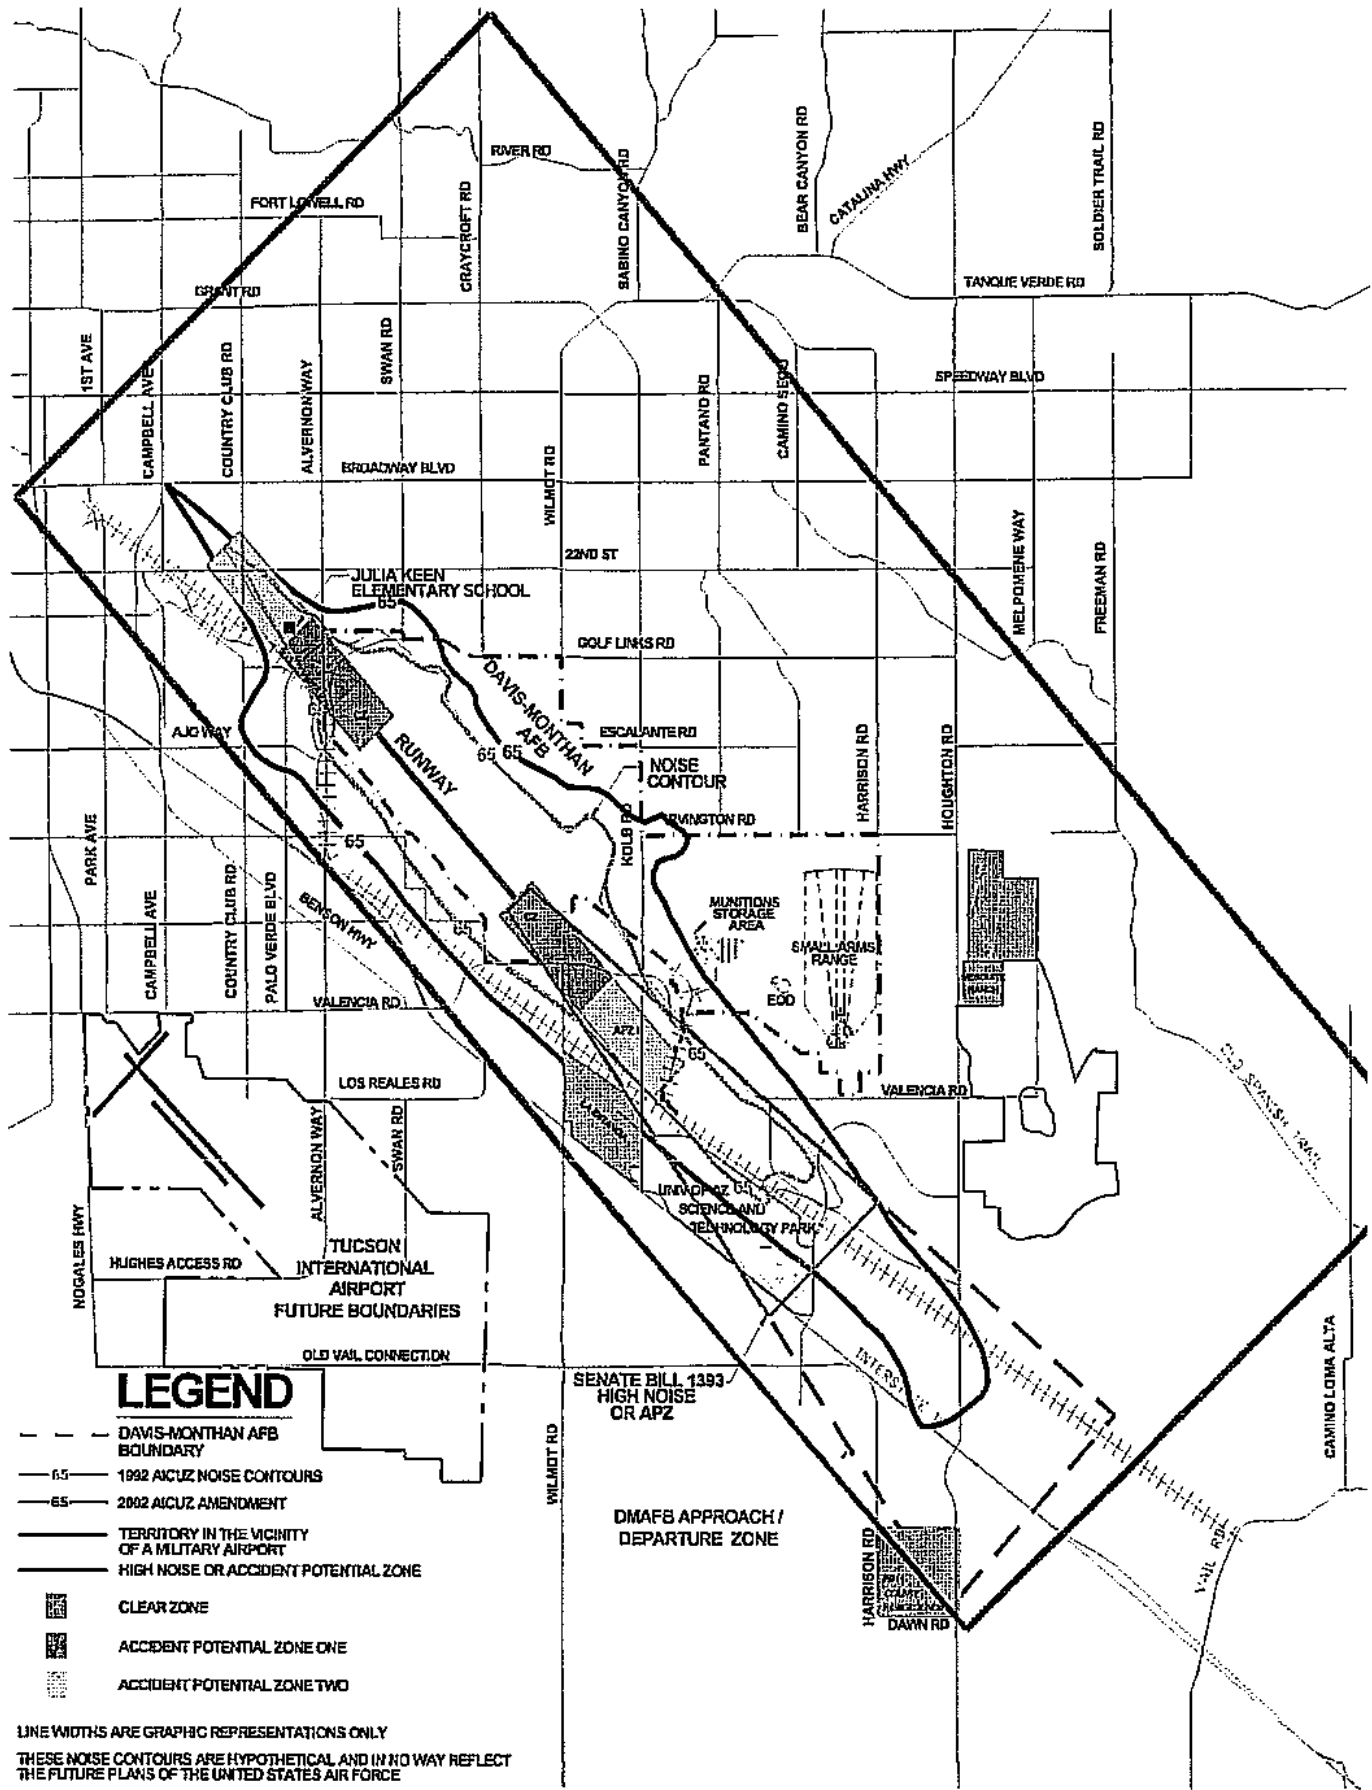 RIVER RD
FORT LOWELL RD
GRAYCROFT RD
SABINO CANYON RD
BEAR CANYON RD
CATALINA HWY
SOLDIER TRAIL RD
GRANT RD
TANQUE VERDE RD
1ST AVE
CAMPBELL AVE
COUNTRY CLUB RD
ALVERNON WAY
SWAN RD
PANTANO RD
CAMINO SECO
SPEEDWAY BLVD
BROADWAY BLVD
WILMOT RD
22ND ST
MELPOMENE WAY
FREEMAN RD
JULIA KEEN
ELEMENTARY SCHOOL
65
GOLF LINKS RD
DAVIS-MONTHAN
AFB
AJO WAY
RUNWAY
65
65
ESCALANTE RD
NOISE
CONTOUR
HARRISON RD
HOUGHTON RD
KOLB RD
IRVINGTON RD
65
PARK AVE
CAMPBELL AVE
COUNTRY CLUB RD
PALO VERDE BLVD
BENSON HWY
65
CZ
MUNITIONS
STORAGE
AREA
SMALL ARMS
RANGE
EOD
VALENCIA RD
APZ I
65
LOS REALES RD
VALENCIA RD
OLD SPANISH TRAIL
ALVERNON WAY
SWAN RD
UNIV OF AZ
65
SCIENCE AND
TECHNOLOGY PARK
NOGALES HWY
HUGHES ACCESS RD
TUCSON
INTERNATIONAL
AIRPORT
FUTURE BOUNDARIES
OLD VAIL CONNECTION
SENATE BILL 1393
HIGH NOISE
OR APZ
CAMINO LOMA ALTA
WILMOT RD
DMAFB APPROACH /
DEPARTURE ZONE
HARRISON RD
DAWN RD
VAIL RD
LEGEND
DAVIS-MONTHAN AFB
BOUNDARY
65 1992 AICUZ NOISE CONTOURS
65 2002 AICUZ AMENDMENT
TERRITORY IN THE VICINITY
OF A MILITARY AIRPORT
HIGH NOISE OR ACCIDENT POTENTIAL ZONE
CLEAR ZONE
ACCIDENT POTENTIAL ZONE ONE
ACCIDENT POTENTIAL ZONE TWO
LINE WIDTHS ARE GRAPHIC REPRESENTATIONS ONLY
THESE NOISE CONTOURS ARE HYPOTHETICAL AND IN NO WAY REFLECT
THE FUTURE PLANS OF THE UNITED STATES AIR FORCE